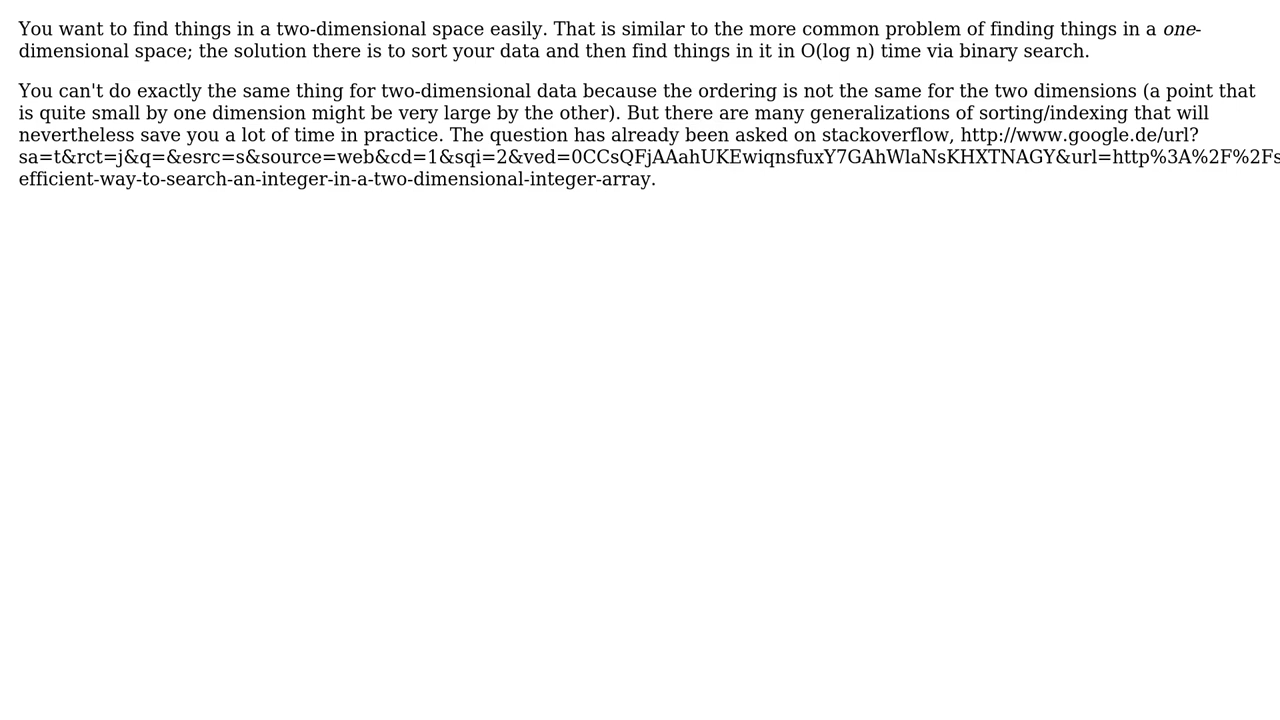 You want to find things in a two-dimensional space easily. That is similar to the more common problem of finding things in a one-
dimensional space; the solution there is to sort your data and then find things in it in O(log n) time via binary search.
You can't do exactly the same thing for two-dimensional data because the ordering is not the same for the two dimensions (a point that
is quite small by one dimension might be very large by the other). But there are many generalizations of sorting/indexing that will
nevertheless save you a lot of time in practice. The question has already been asked on stackoverflow, http://www.google.de/url?
sa=t&rct=j&q=&esrc=s&source=web&cd=1&sqi=2&ved=0CCsQFjAAahUKEwiqnsfuxY7GAhWlaNsKHXTNAGY&url=http%3A%2F%2Fs
efficient-way-to-search-an-integer-in-a-two-dimensional-integer-array.